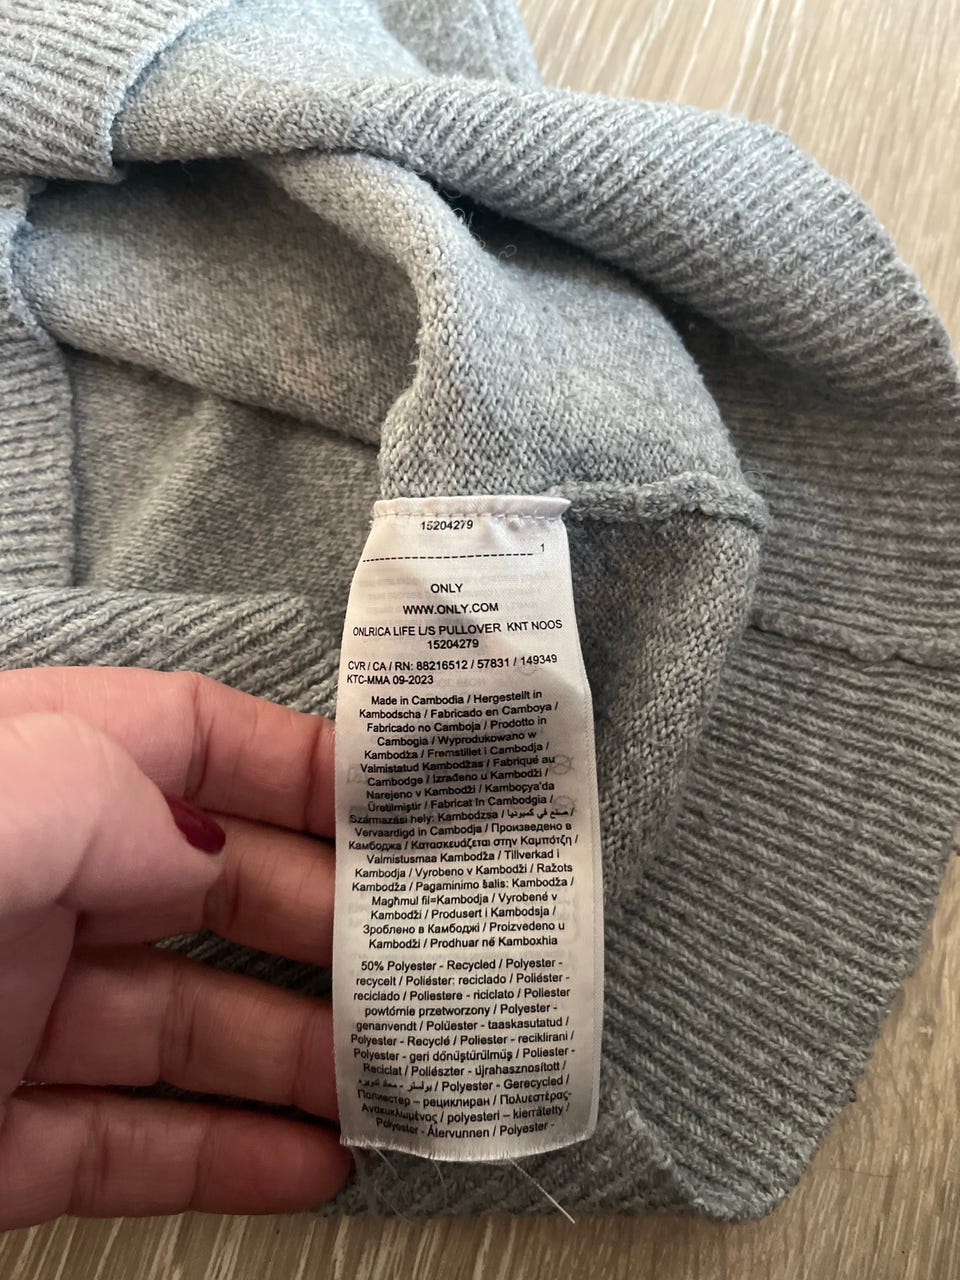 15204279
1
ONLY
WWW.ONLY.COM
ONLRICA LIFE L/S PULLOVER KNT NOOS
15204279
CVR / CA / RN: 88216512 / 57831 / 149349
KTC-MMA 09-2023
Made in Cambodia / Hergestellt in
Kambodscha / Fabricado en Camboya /
Fabricado no Camboja / Prodotto in
Cambogia / Wyprodukowano w
Kambodża / Fremstillet i Cambodja /
Valmistatud Kambodžas / Fabriqué au
Cambodge / Izrađeno u Kambodži /
Narejeno v Kambodži / Kamboçya'da
Üretilmiştir / Fabricat în Cambodgia /
Származási hely: Kambodzsa / صنع في كمبوديا /
Vervaardigd in Cambodja / Произведено в
Камбоджа / Κατασκευάζεται στην Καμπότζη /
Valmistusmaa Kambodža / Tillverkad i
Kambodja / Vyrobeno v Kambodži / Ražots
Kambodža / Pagaminimo šalis: Kambodža /
Magħmul fil=Kambodja / Vyrobené v
Kambodži / Produsert i Kambodsja /
Зроблено в Камбоджі / Proizvedeno u
Kambodži / Prodhuar në Kamboxhia
50% Polyester - Recycled / Polyester -
recycelt / Poliéster: reciclado / Poliéster -
reciclado / Poliestere - riciclato / Poliester
powtórnie przetworzony / Polyester -
genanvendt / Polüester - taaskasutatud /
Polyester - Recyclé / Poliester - reciklirani /
Polyester - geri dönüştürülmüş / Poliester -
Reciclat / Poliészter - újrahasznosított /
بولستر - معاد تدويره / Polyester - Gerecycled /
Полиестер – рециклиран / Πολυεστέρας-
Ανακυκλωμένος / polyesteri – kierrätetty /
Polyester - Återvunnen / Polyester -